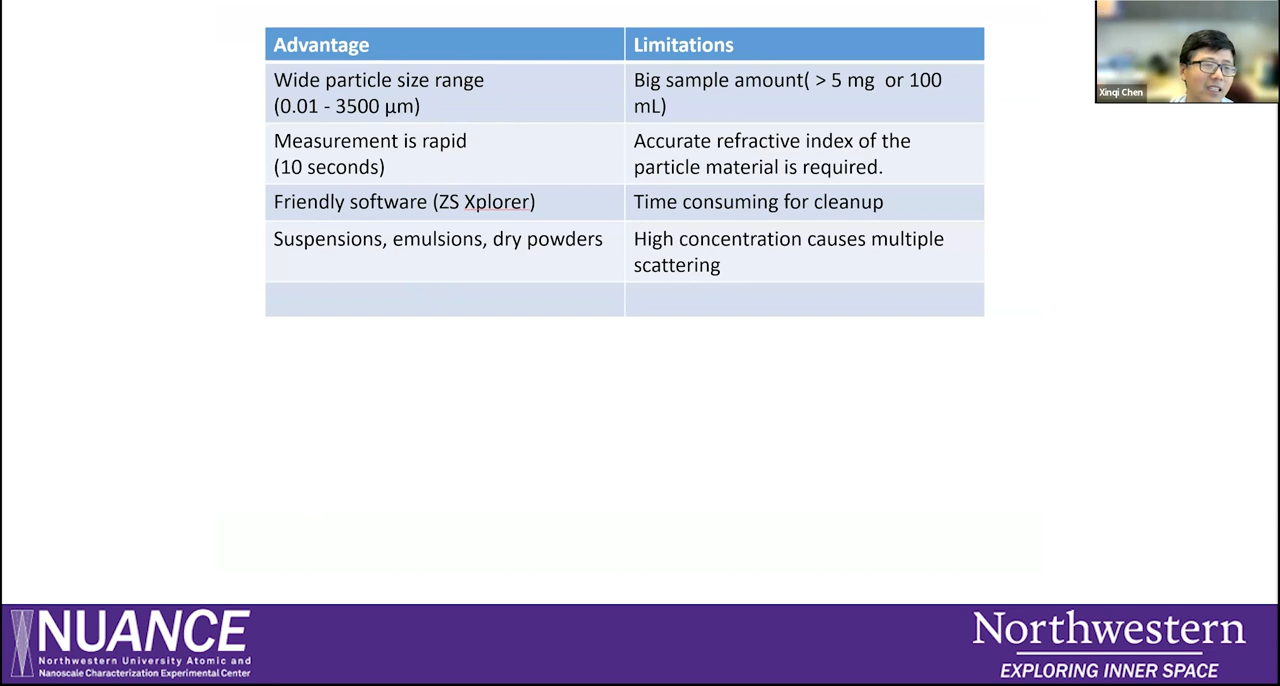 Advantage
Limitations
Wide particle size range
(0.01 - 3500 µm)
Big sample amount( > 5 mg  or 100
mL)
Measurement is rapid
(10 seconds)
Accurate refractive index of the
particle material is required.
Friendly software (ZS Xplorer)
Time consuming for cleanup
Suspensions, emulsions, dry powders
High concentration causes multiple
scattering
Xinqi Chen
NUANCE
Northwestern University Atomic and
Nanoscale Characterization Experimental Center
Northwestern
EXPLORING INNER SPACE